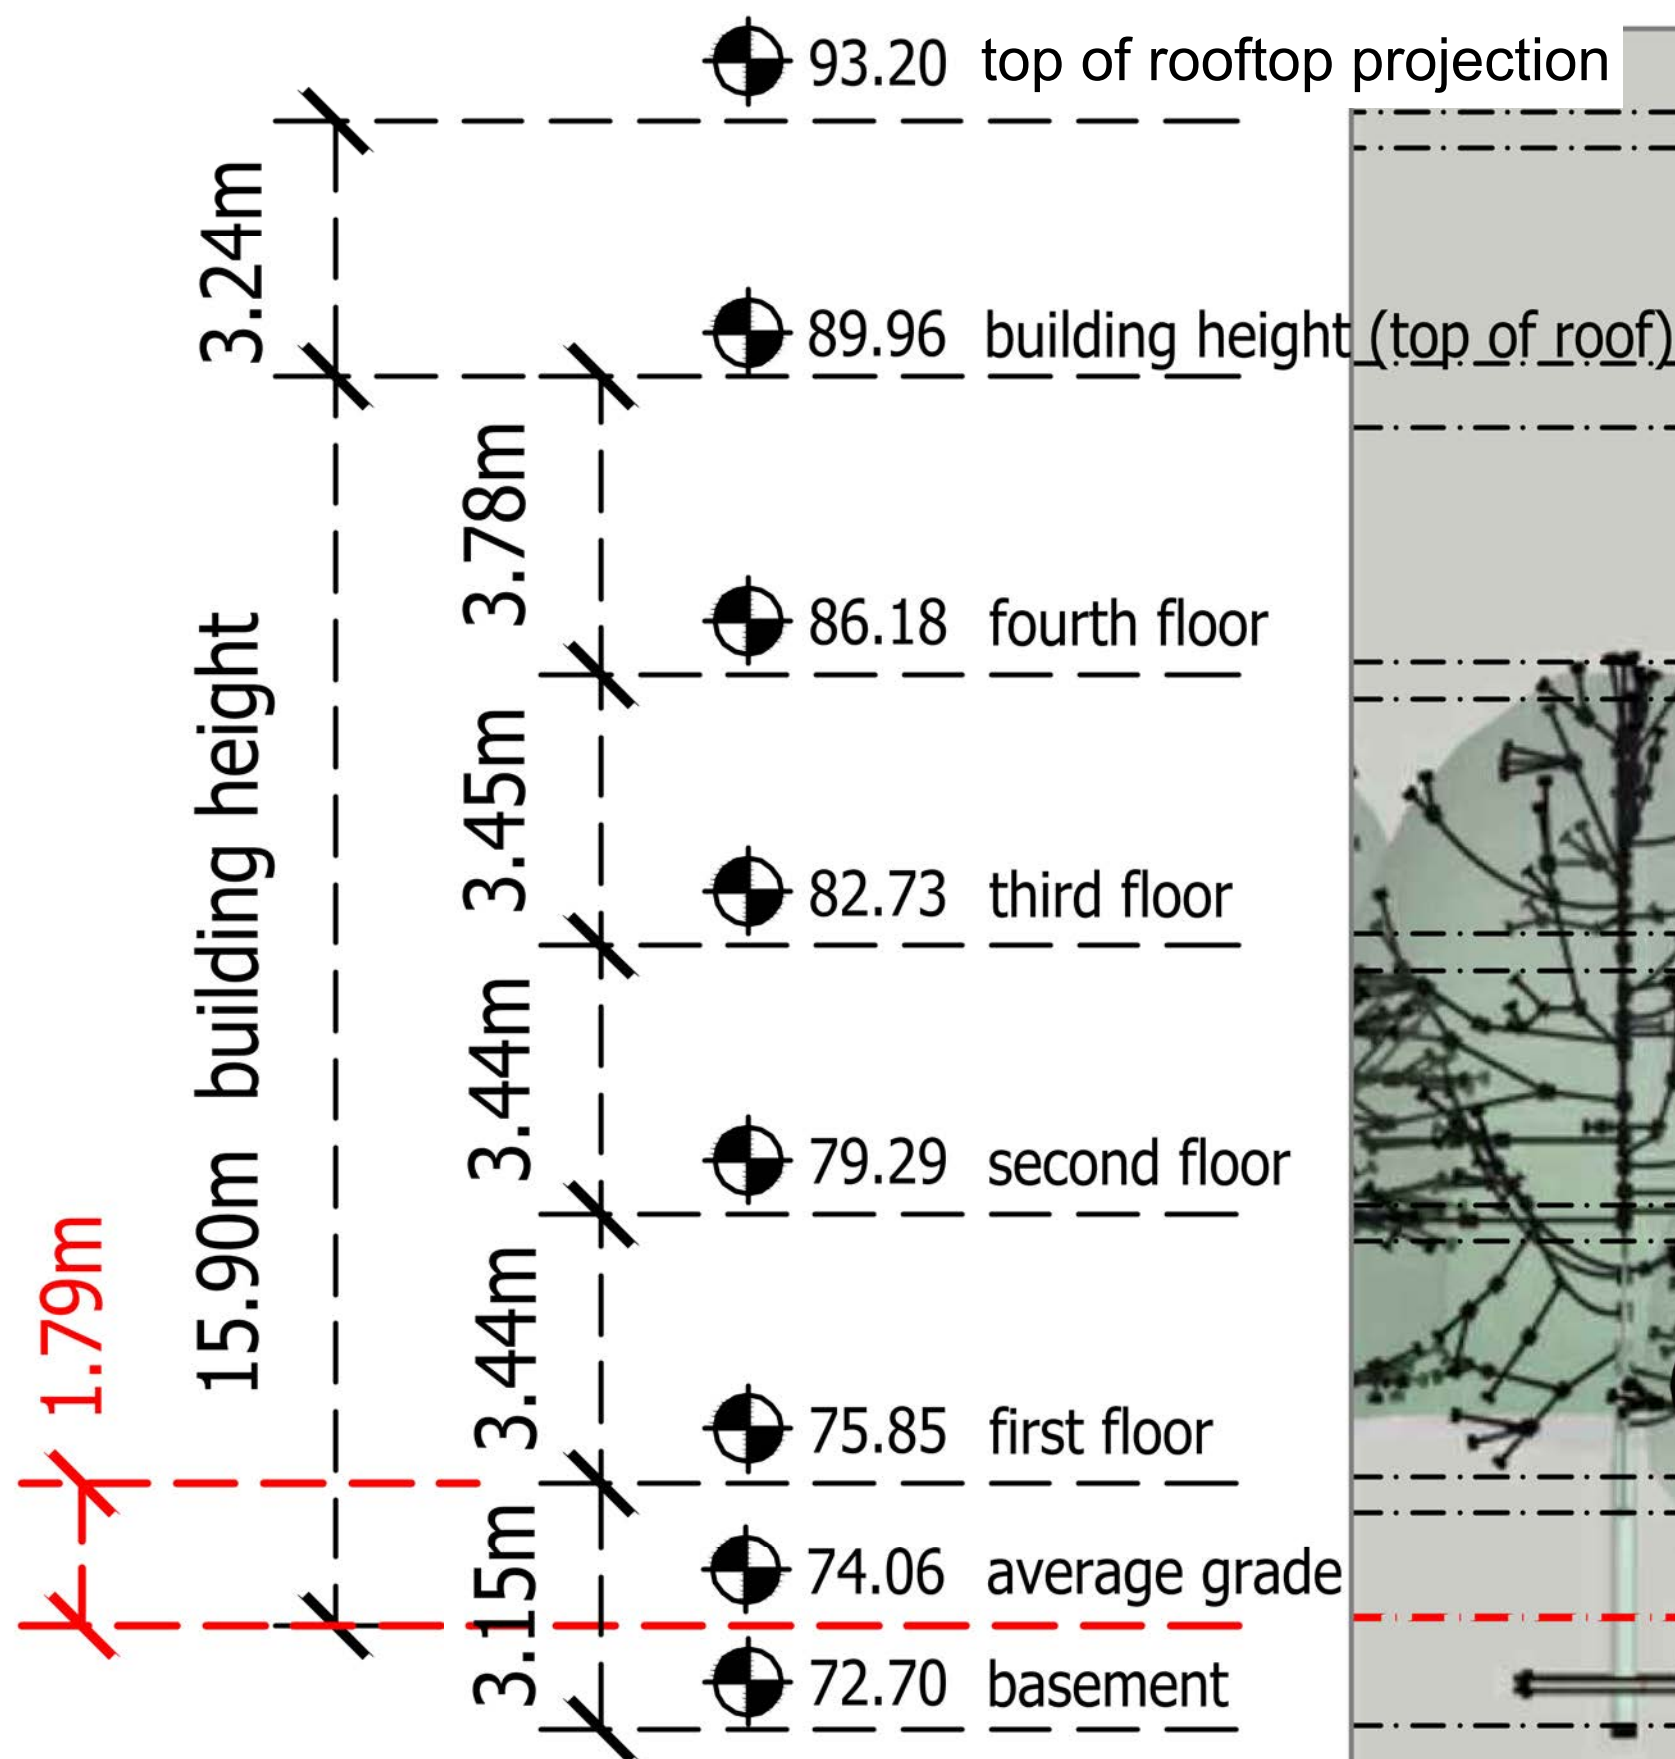 93.20 top of rooftop projection
3.24m
89.96 building height (top of roof)
3.78m
86.18 fourth floor
3.45m
82.73 third floor
15.90m building height
3.44m
79.29 second floor
1.79m
3.44m
75.85 first floor
3.15m
74.06 average grade
72.70 basement